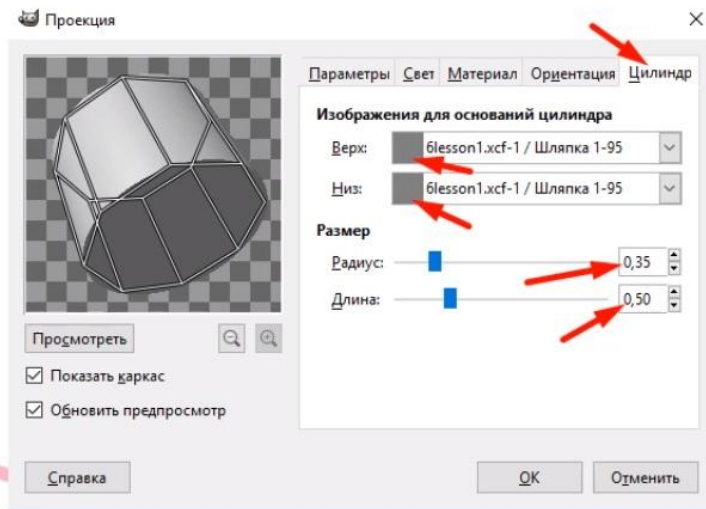 Проекция
Параметры Свет Материал Ориентация Цилиндр
Изображения для оснований цилиндра
Верх: 6lesson1.xcf-1 / Шляпка 1-95
Низ: 6lesson1.xcf-1 / Шляпка 1-95
Размер
Радиус: 0,35
Длина: 0,50
Просмотреть
Показать каркас
Обновить предпросмотр
Справка OK Отменить